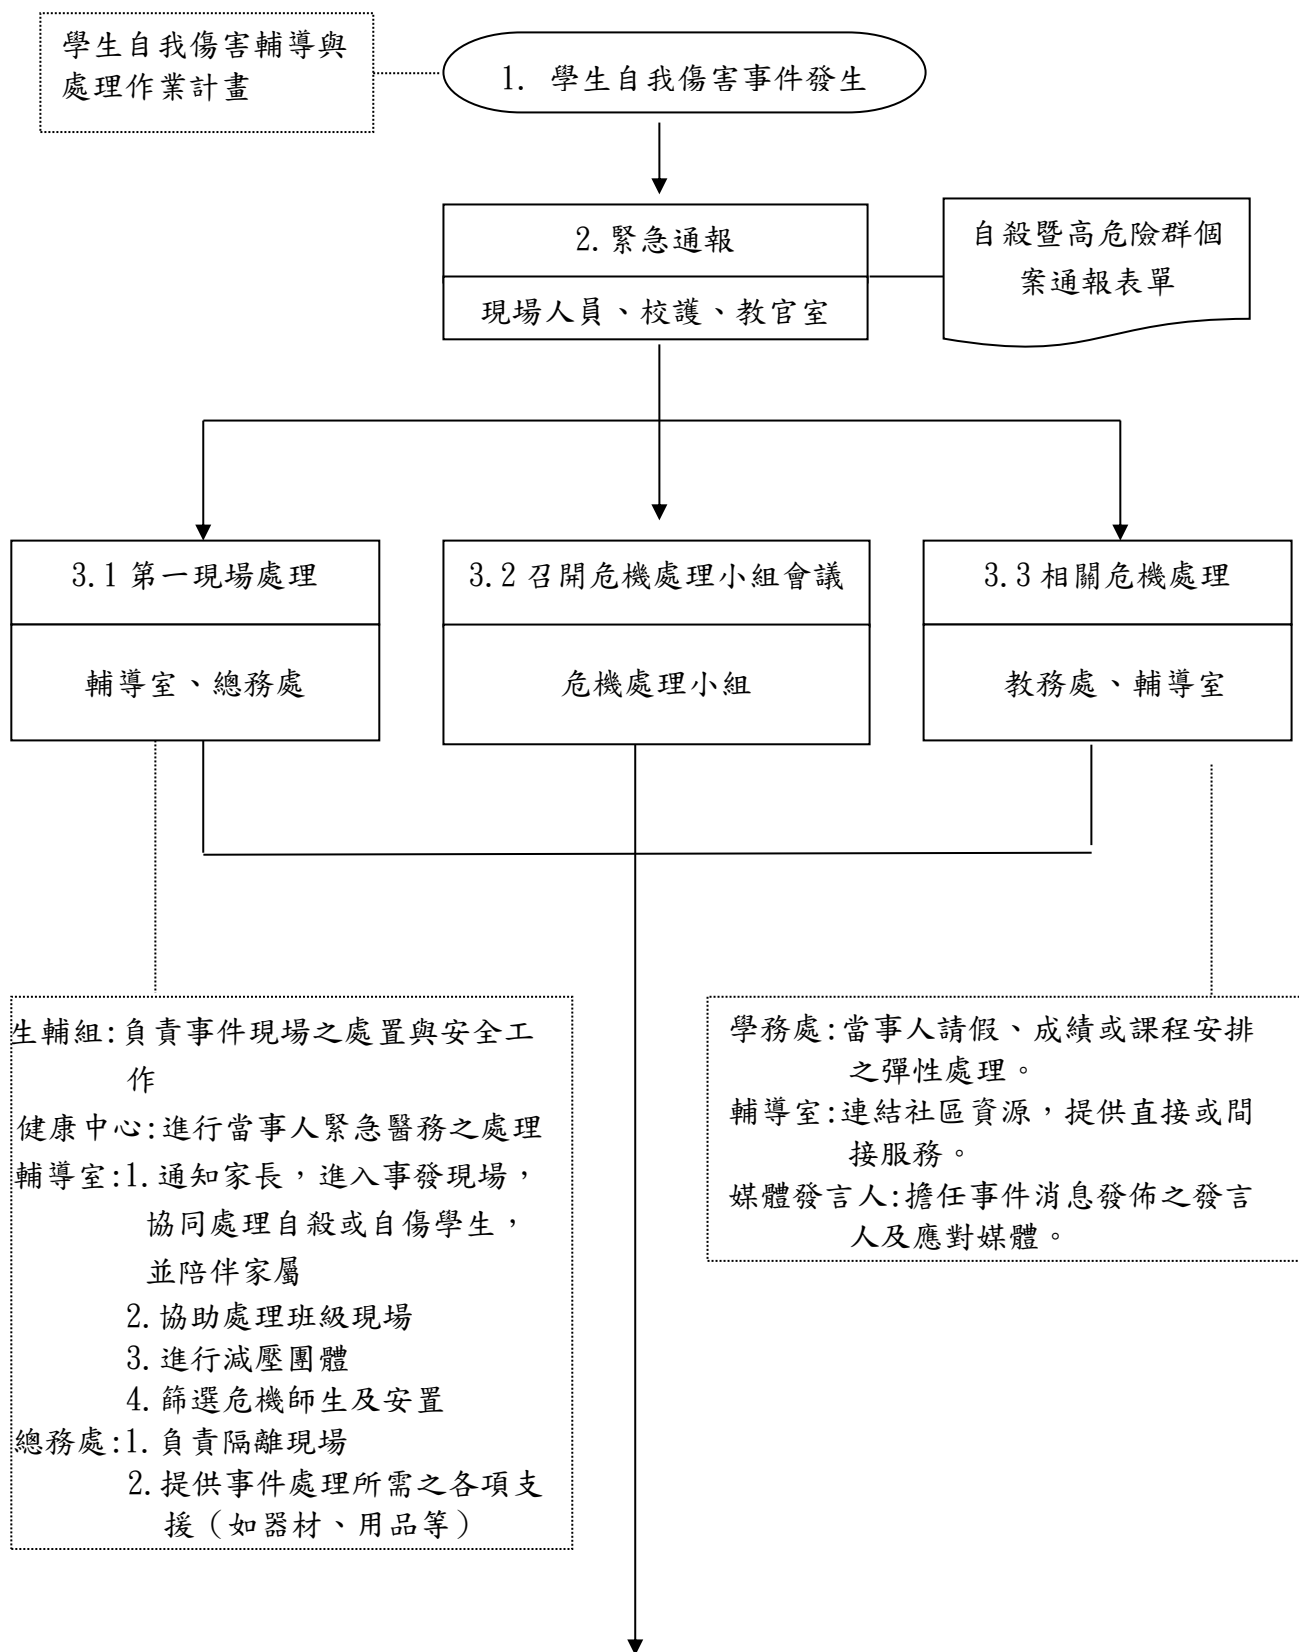 學生自我傷害輔導與
處理作業計畫
1. 學生自我傷害事件發生
2.緊急通報
現場人員、校護、教官室
自殺暨高危險群個
案通報表單
3.1 第一現場處理
輔導室、總務處
3.2 召開危機處理小組會議
危機處理小組
3.3 相關危機處理
教務處、輔導室
生輔組:負責事件現場之處置與安全工
作
健康中心:進行當事人緊急醫務之處理
輔導室:1.通知家長，進入事發現場，
協同處理自殺或自傷學生，
並陪伴家屬
2.協助處理班級現場
3.進行減壓團體
4.篩選危機師生及安置
總務處:1.負責隔離現場
2.提供事件處理所需之各項支
援（如器材、用品等）
學務處:當事人請假、成績或課程安排
之彈性處理。
輔導室:連結社區資源，提供直接或間
接服務。
媒體發言人:擔任事件消息發佈之發言
人及應對媒體。